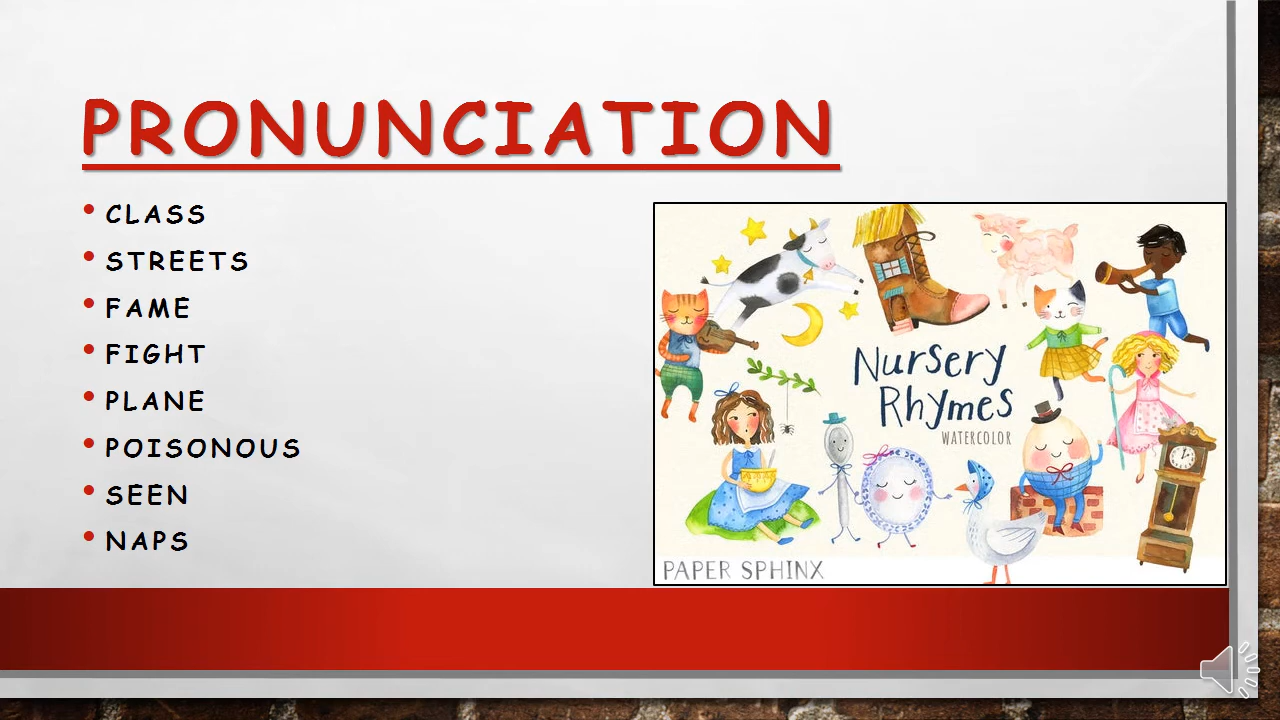 PRONUNCIATION
• CLASS
• STREETS
• FAME
• FIGHT
• PLANE
• POISONOUS
• SEEN
• NAPS
Nursery
Rhymes
WATERCOLOR
PAPER SPHINX